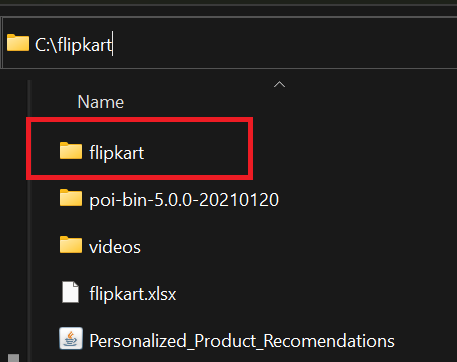 C:\flipkart
Name
flipkart
poi-bin-5.0.0-20210120
videos
flipkart.xlsx
Personalized_Product_Recomendations